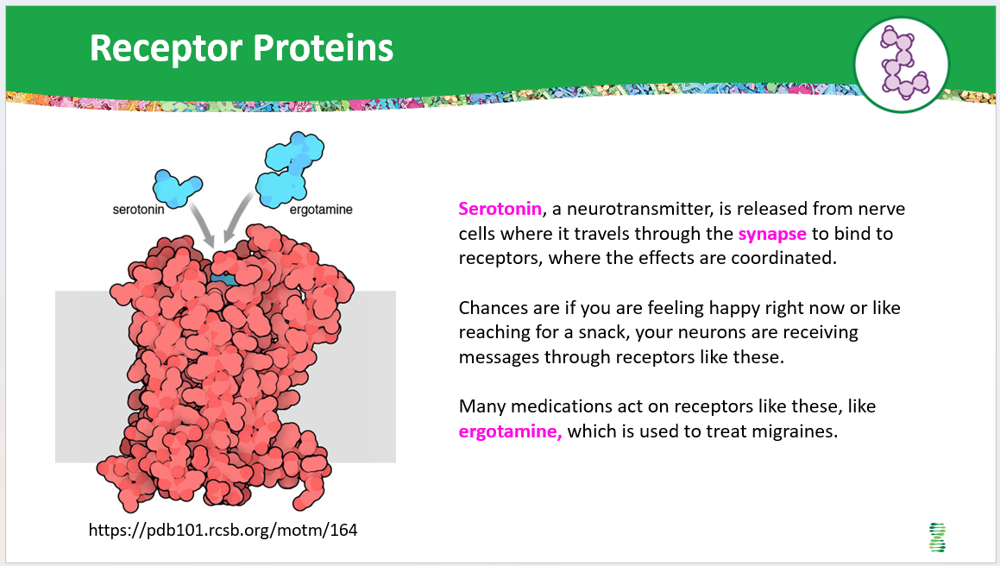 Receptor Proteins
serotonin
ergotamine
Serotonin, a neurotransmitter, is released from nerve
cells where it travels through the synapse to bind to
receptors, where the effects are coordinated.
Chances are if you are feeling happy right now or like
reaching for a snack, your neurons are receiving
messages through receptors like these.
Many medications act on receptors like these, like
ergotamine, which is used to treat migraines.
https://pdb101.rcsb.org/motm/164